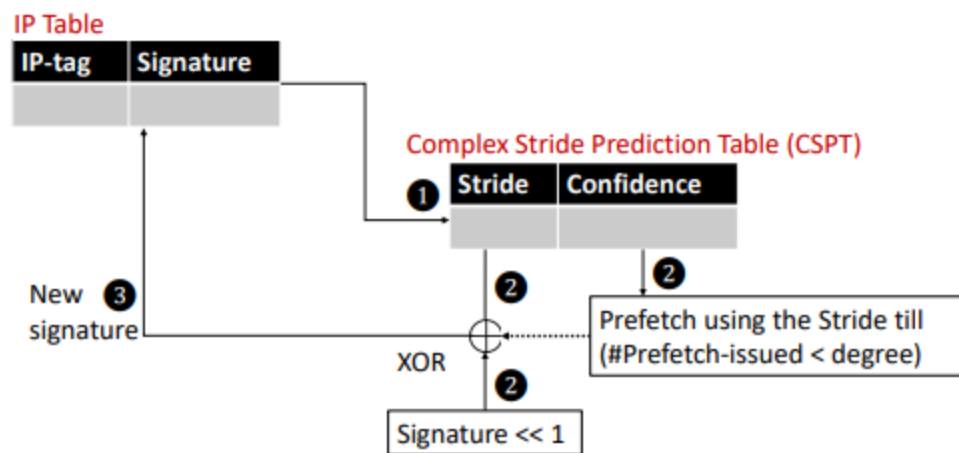 IP Table
IP-tag Signature
Complex Stride Prediction Table (CSPT)
Stride Confidence
1
2
2
New
signature
3
XOR
Prefetch using the Stride till
(#Prefetch-issued < degree)
2
Signature << 1